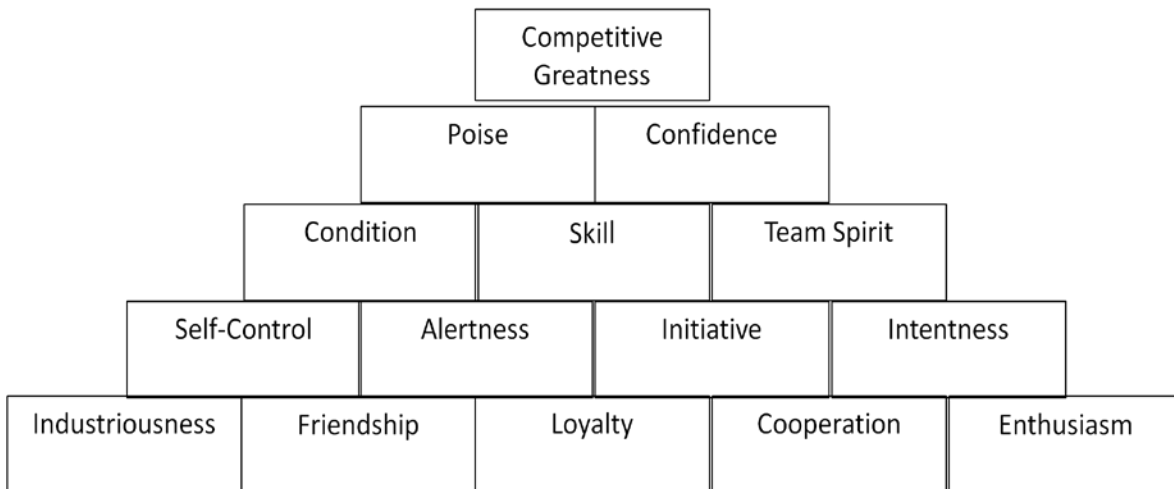 Competitive
Greatness
Poise
Confidence
Condition
Skill
Team Spirit
Self-Control
Alertness
Initiative
Intentness
Industriousness
Friendship
Loyalty
Cooperation
Enthusiasm